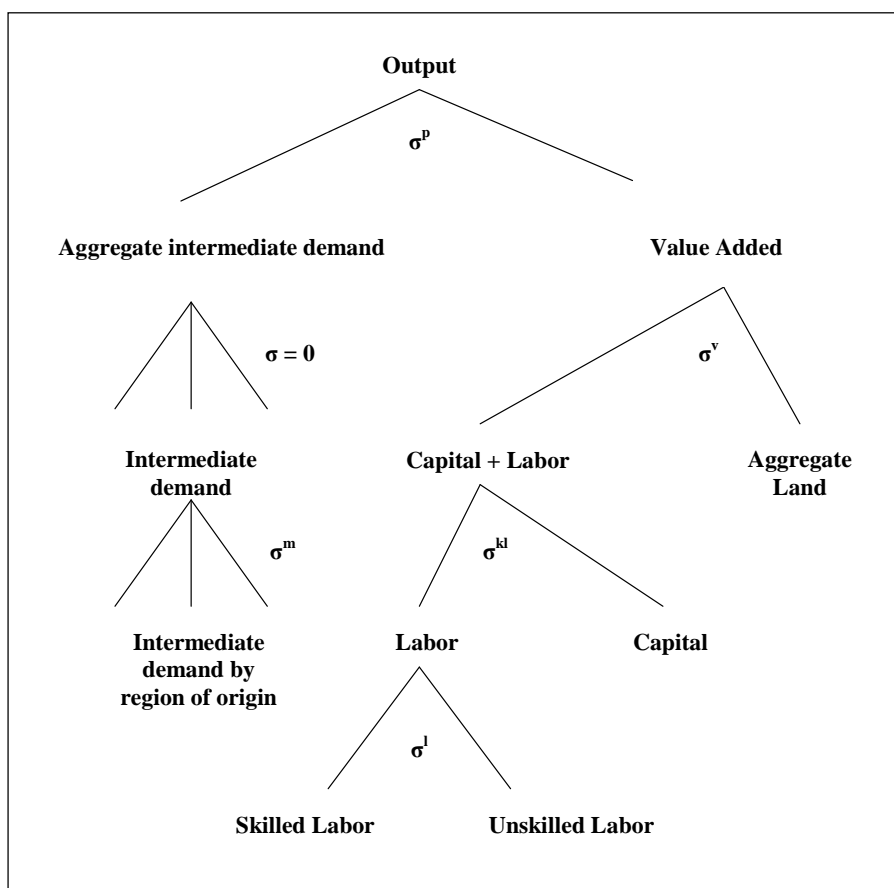 Output
σᵖ
Aggregate intermediate demand
Value Added
σ = 0
σᵛ
Intermediate
demand
Capital + Labor
Aggregate
Land
σᵐ
σᵏˡ
Intermediate
demand by
region of origin
Labor
Capital
σˡ
Skilled Labor
Unskilled Labor